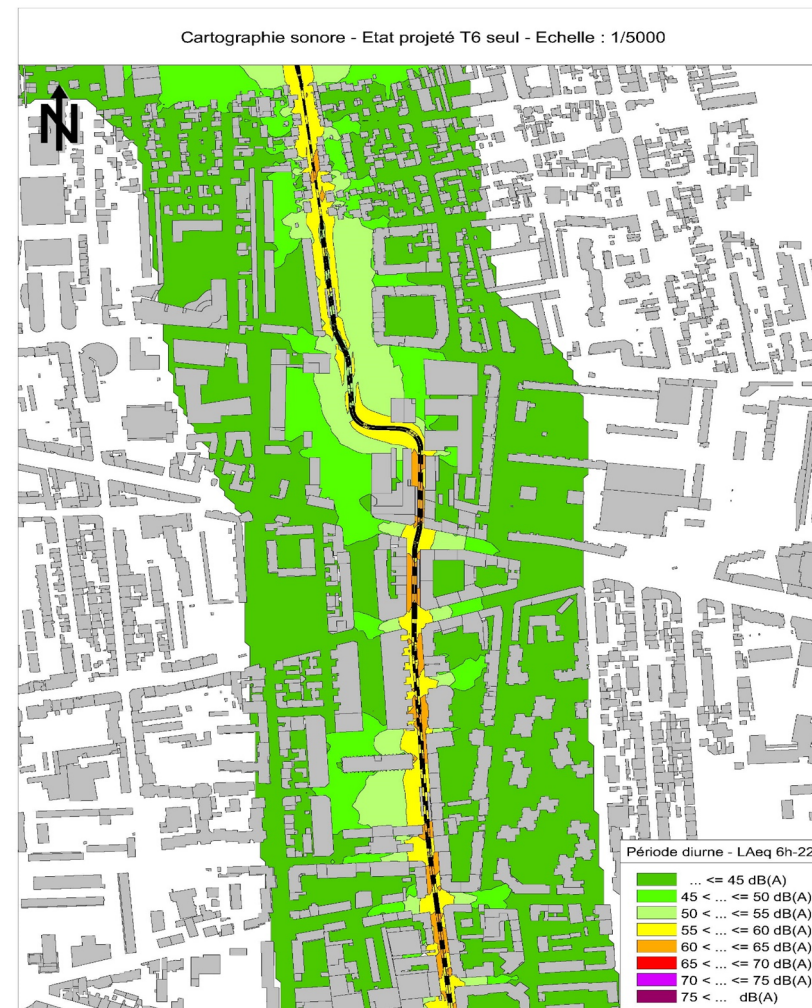 Cartographie sonore - Etat projeté T6 seul - Echelle : 1/5000
N
Période diurne - LAeq 6h-22
... <= 45 dB(A)
45 < ... <= 50 dB(A)
50 < ... <= 55 dB(A)
55 < ... <= 60 dB(A)
60 < ... <= 65 dB(A)
65 < ... <= 70 dB(A)
70 < ... <= 75 dB(A)
75 < ... dB(A)